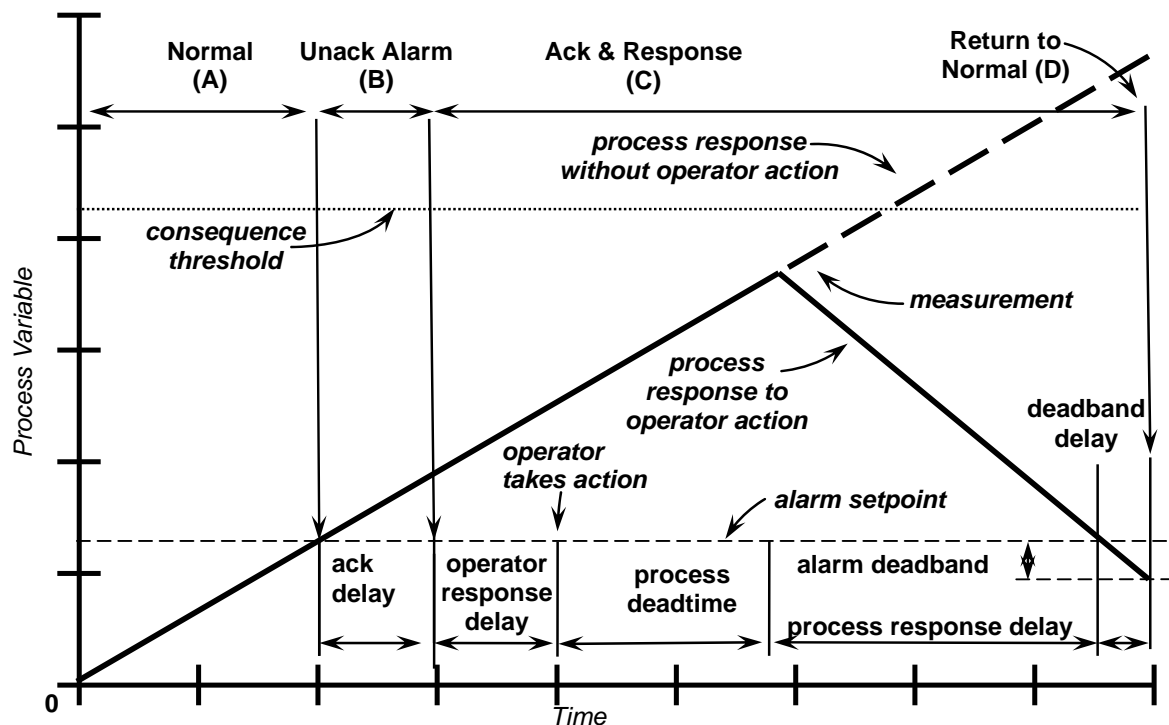 Normal
(A)
Unack Alarm
(B)
Ack & Response
(C)
Return to
Normal (D)
process response
without operator action
consequence
threshold
measurement
process
response to
operator action
deadband
delay
operator
takes action
alarm setpoint
ack
delay
operator
response
delay
process
deadtime
alarm deadband
process response delay
Process Variable
0
Time